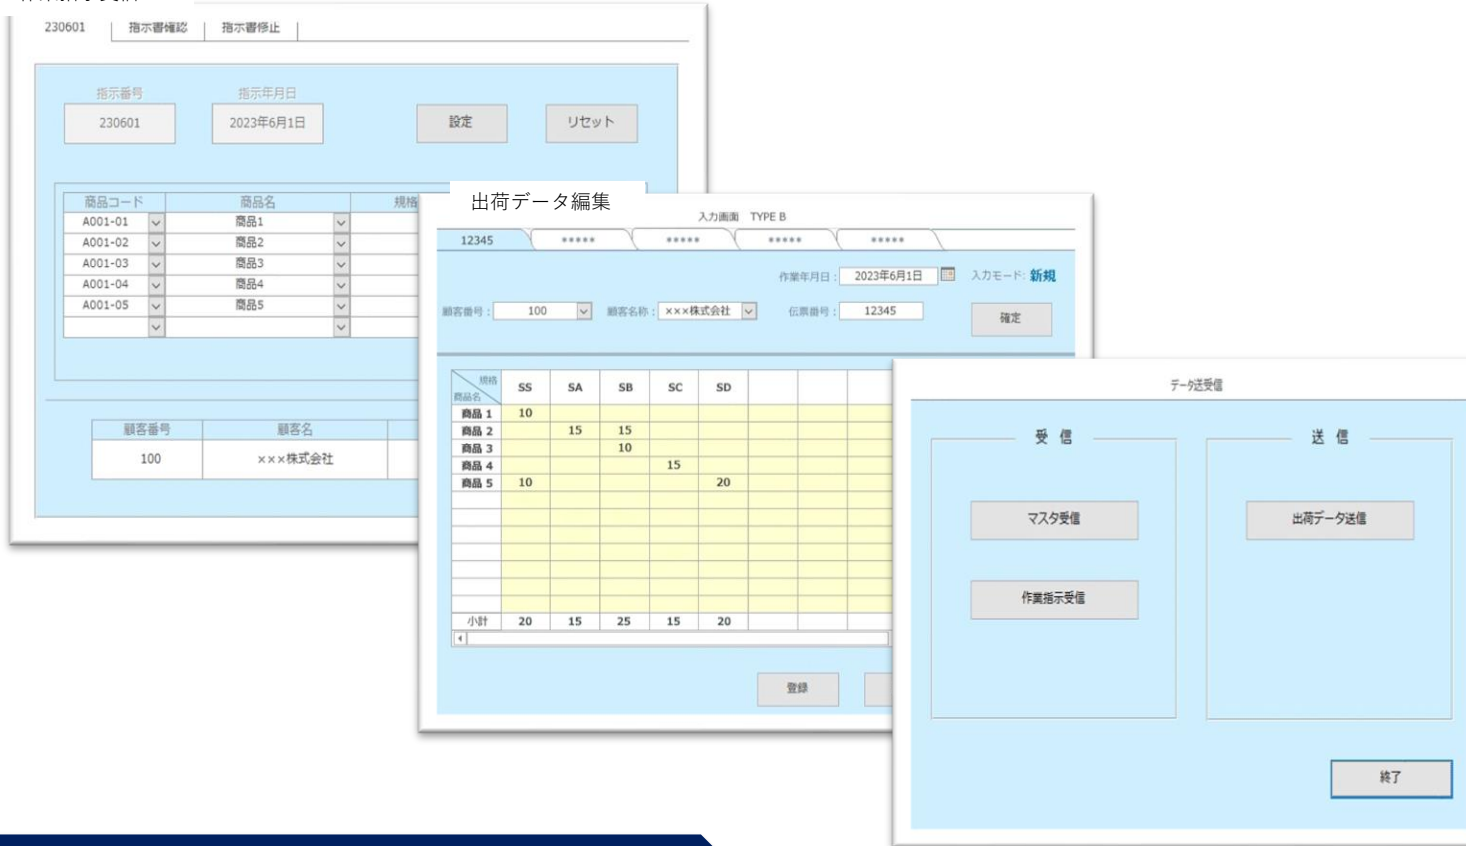 230601 指示書確認 指示書修正
指示番号 指示年月日
230601 2023年6月1日 設定 リセット
商品コード 商品名 規格
A001-01 商品1
A001-02 商品2
A001-03 商品3
A001-04 商品4
A001-05 商品5
顧客番号 顧客名
100 ×××株式会社
出荷データ編集
入力画面 TYPE B
12345 ***** ***** ***** *****
作業年月日： 2023年6月1日 入力モード: 新規
顧客番号： 100 顧客名称： ×××株式会社 伝票番号： 12345 確定
規格
商品名
SS SA SB SC SD
商品 1 10
商品 2 15 15
商品 3 10
商品 4 15
商品 5 10 20
小計 20 15 25 15 20
登録
データ送受信
受 信
マスタ受信
作業指示受信
送 信
出荷データ送信
終了